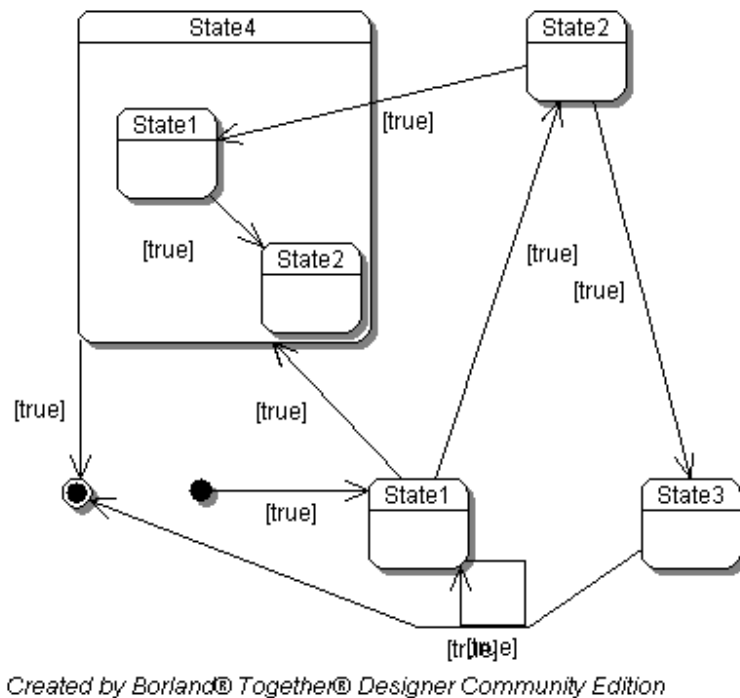 State4
State2
State1
[true]
[true]
State2
[true]
[true]
[true]
[true]
State1
State3
[true]
Created by Borland® Together® Designer Community Edition